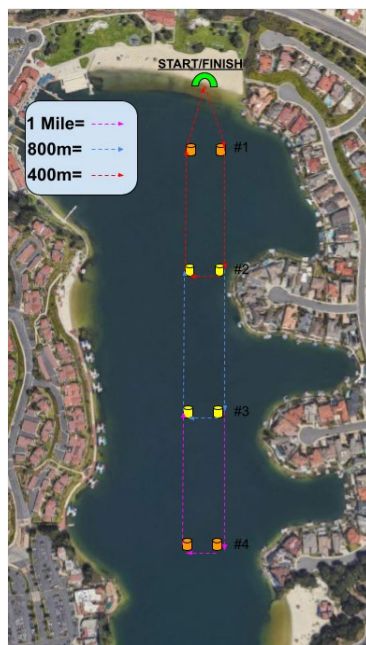 START/FINISH
1 Mile=
800m=
400m=
#1
#2
#3
#4